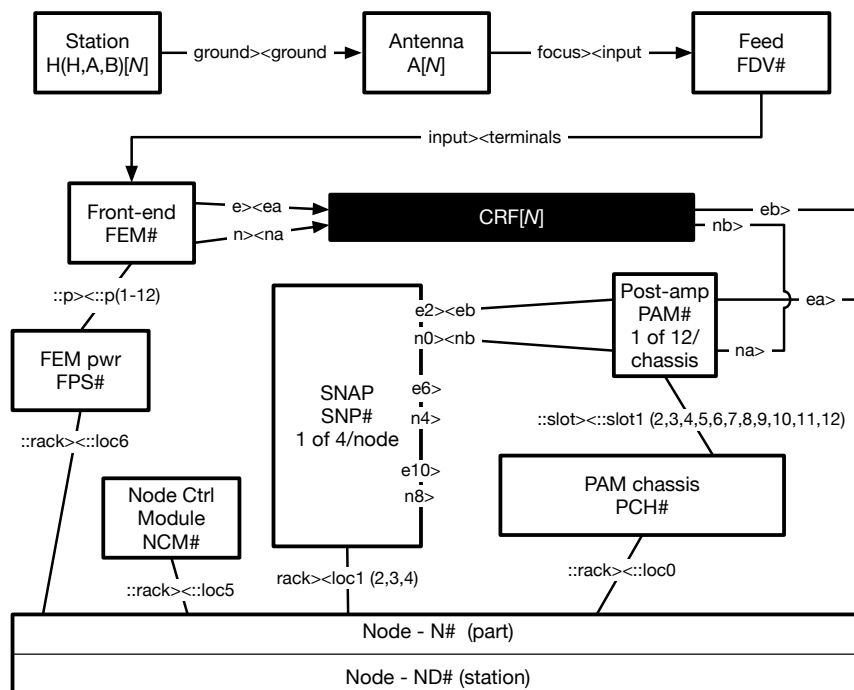 Station
H(H,A,B)[N]
ground><ground
Antenna
A[N]
focus><input
Feed
FDV#
input><terminals
Front-end
FEM#
e><ea
n><na
CRF[N]
eb>
nb>
::p><::p(1-12)
FEM pwr
FPS#
::rack><::loc6
SNAP
SNP#
1 of 4/node
e2><eb
n0><nb
e6>
n4>
e10>
n8>
Post-amp
PAM#
1 of 12/
chassis
ea>
na>
::slot><::slot1 (2,3,4,5,6,7,8,9,10,11,12)
Node Ctrl
Module
NCM#
PAM chassis
PCH#
::rack><::loc5
rack><loc1 (2,3,4)
::rack><::loc0
Node - N# (part)
Node - ND# (station)